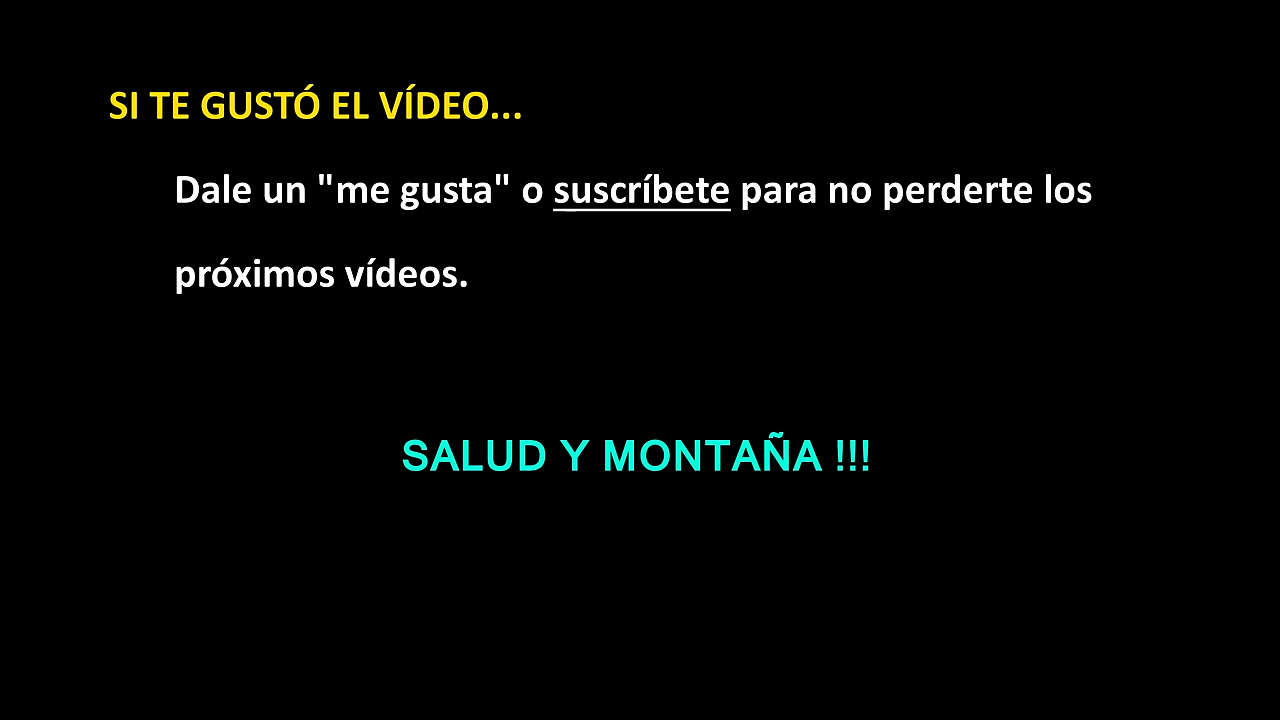 SI TE GUSTÓ EL VÍDEO...
Dale un "me gusta" o suscríbete para no perderte los
próximos vídeos.
SALUD Y MONTAÑA !!!